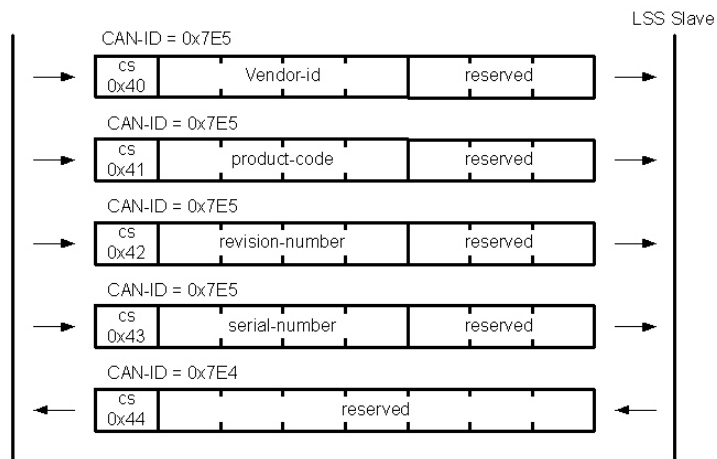 LSS Slave
CAN-ID = 0x7E5
cs
0x40
Vendor-id
reserved
CAN-ID = 0x7E5
cs
0x41
product-code
reserved
CAN-ID = 0x7E5
cs
0x42
revision-number
reserved
CAN-ID = 0x7E5
cs
0x43
serial-number
reserved
CAN-ID = 0x7E4
cs
0x44
reserved